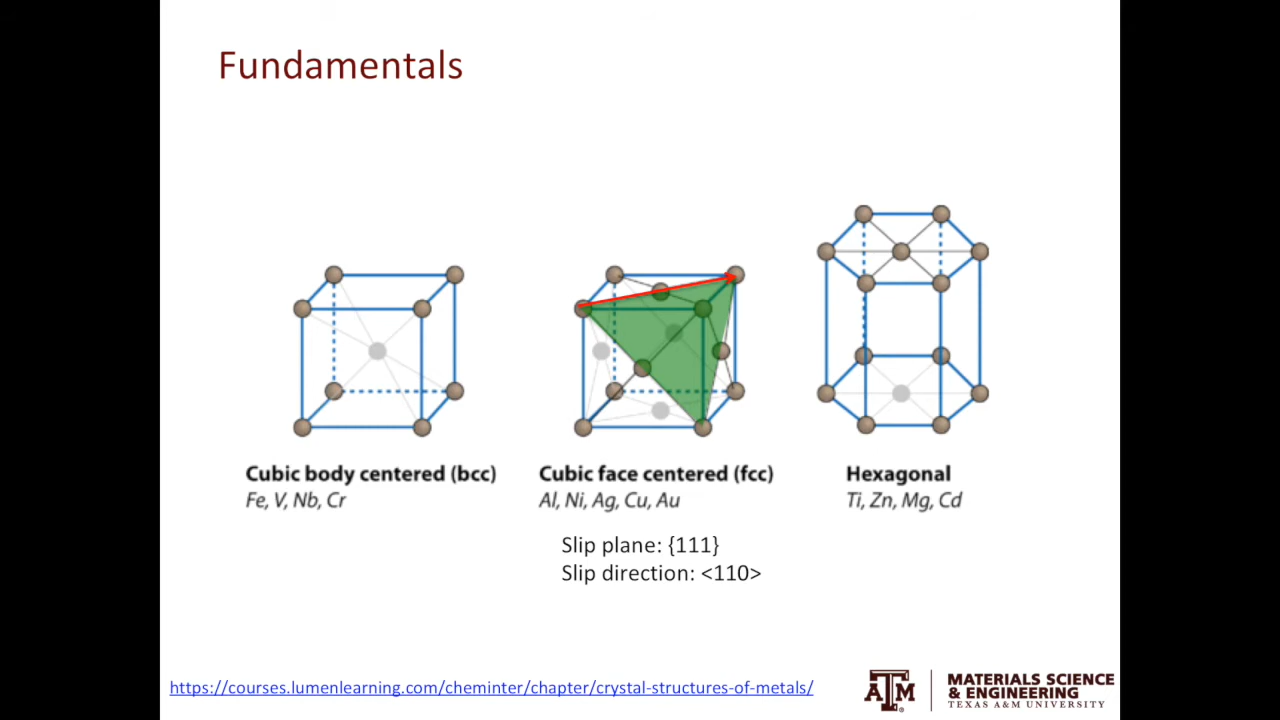 Fundamentals
Cubic body centered (bcc)
Fe, V, Nb, Cr
Cubic face centered (fcc)
Al, Ni, Ag, Cu, Au
Hexagonal
Ti, Zn, Mg, Cd
Slip plane: {111}
Slip direction: <110>
https://courses.lumenlearning.com/cheminter/chapter/crystal-structures-of-metals/
ATM
MATERIALS SCIENCE
& ENGINEERING
TEXAS A&M UNIVERSITY